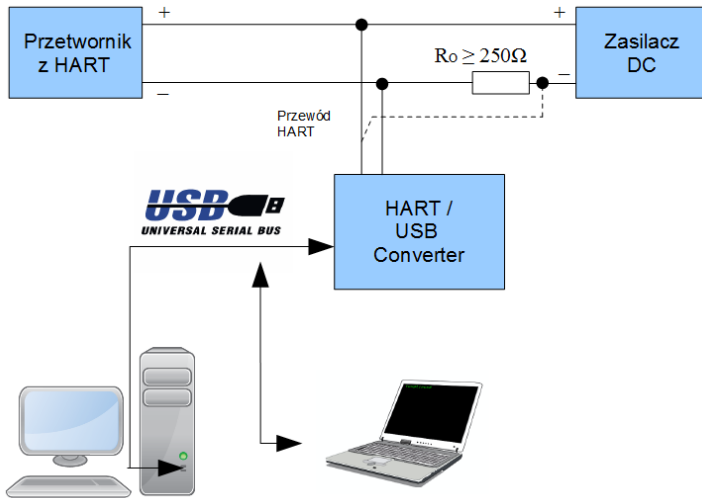 +
+
Przetwornik
z HART
Zasilacz
DC
Ro ≥ 250Ω
–
–
Przewód
HART
USB
UNIVERSAL SERIAL BUS
HART /
USB
Converter